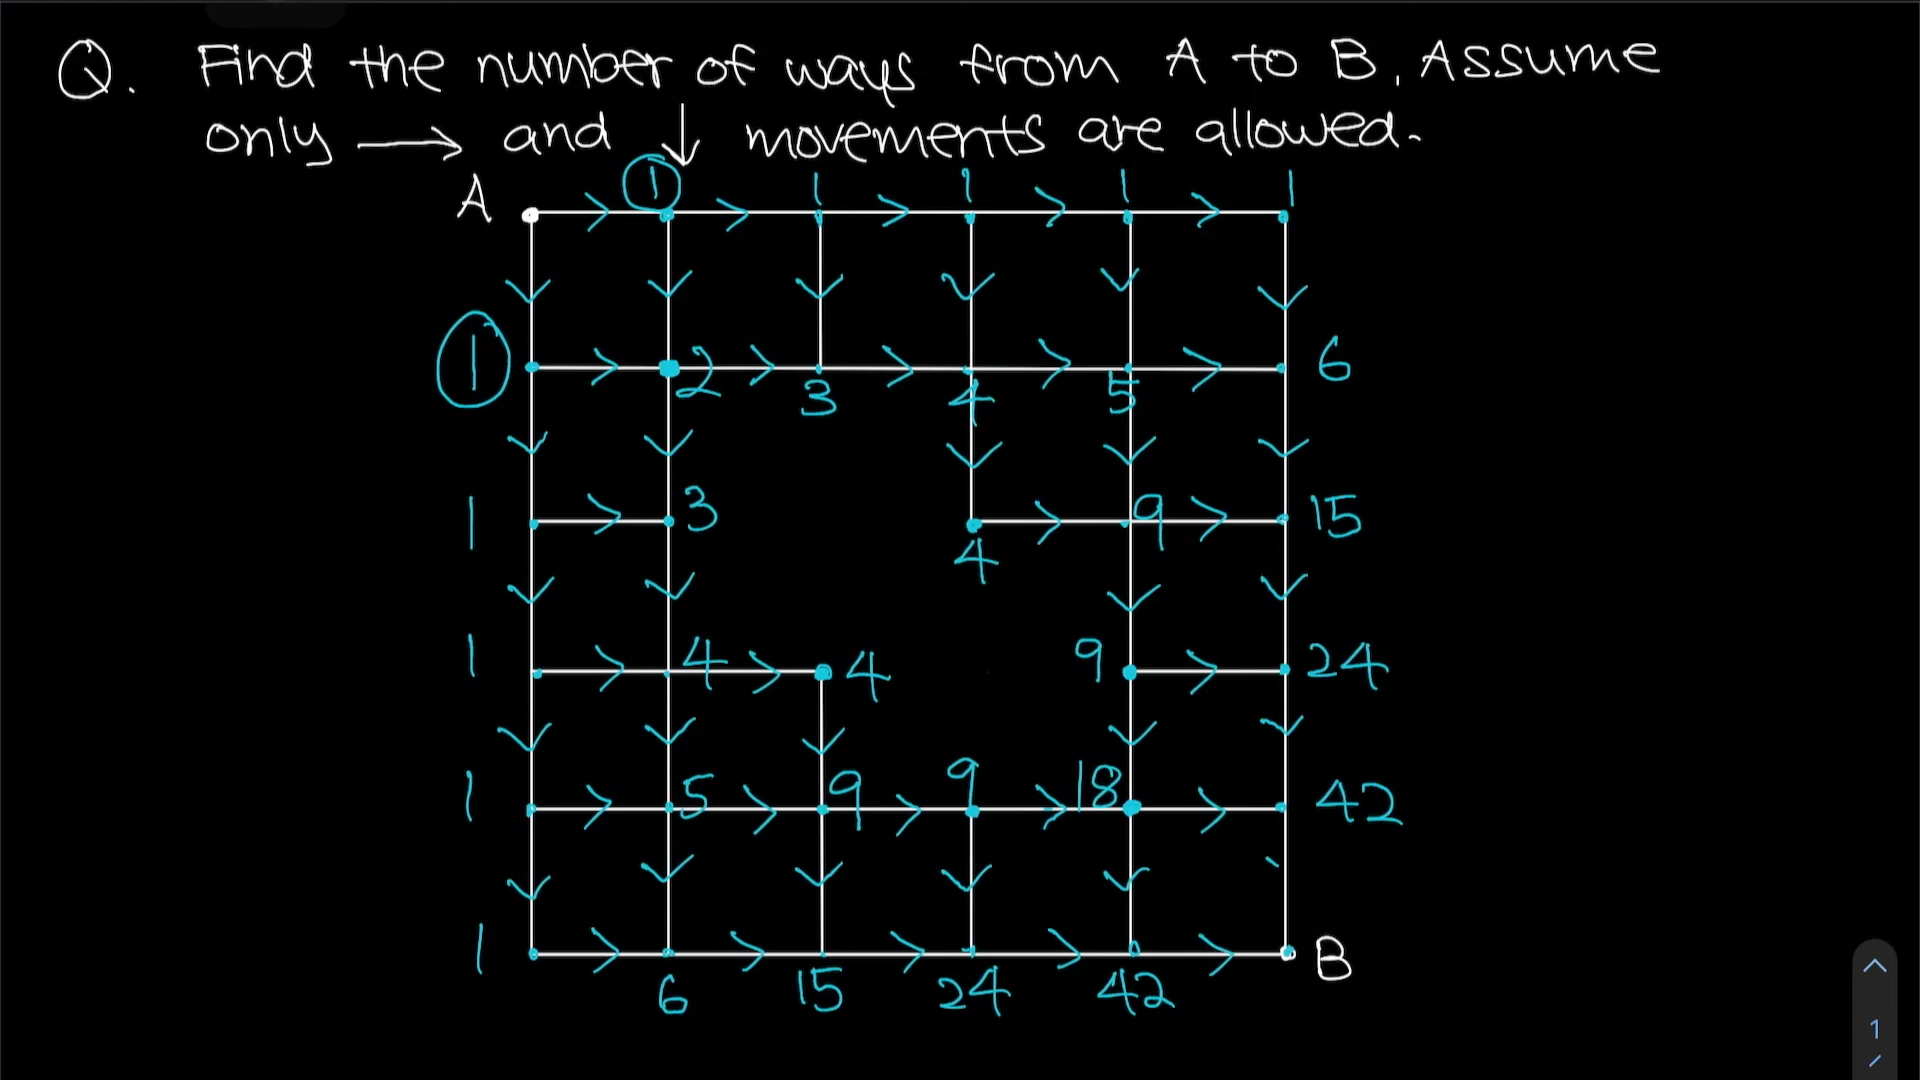 Q. Find the number of ways from A to B. Assume
only → and ↓ movements are allowed.
A 1 1 1 1 1
1 2 3 4 5 6
1 3 4 9 15
1 4 4 9 24
1 5 9 9 18 42
1 6 15 24 42 B
1